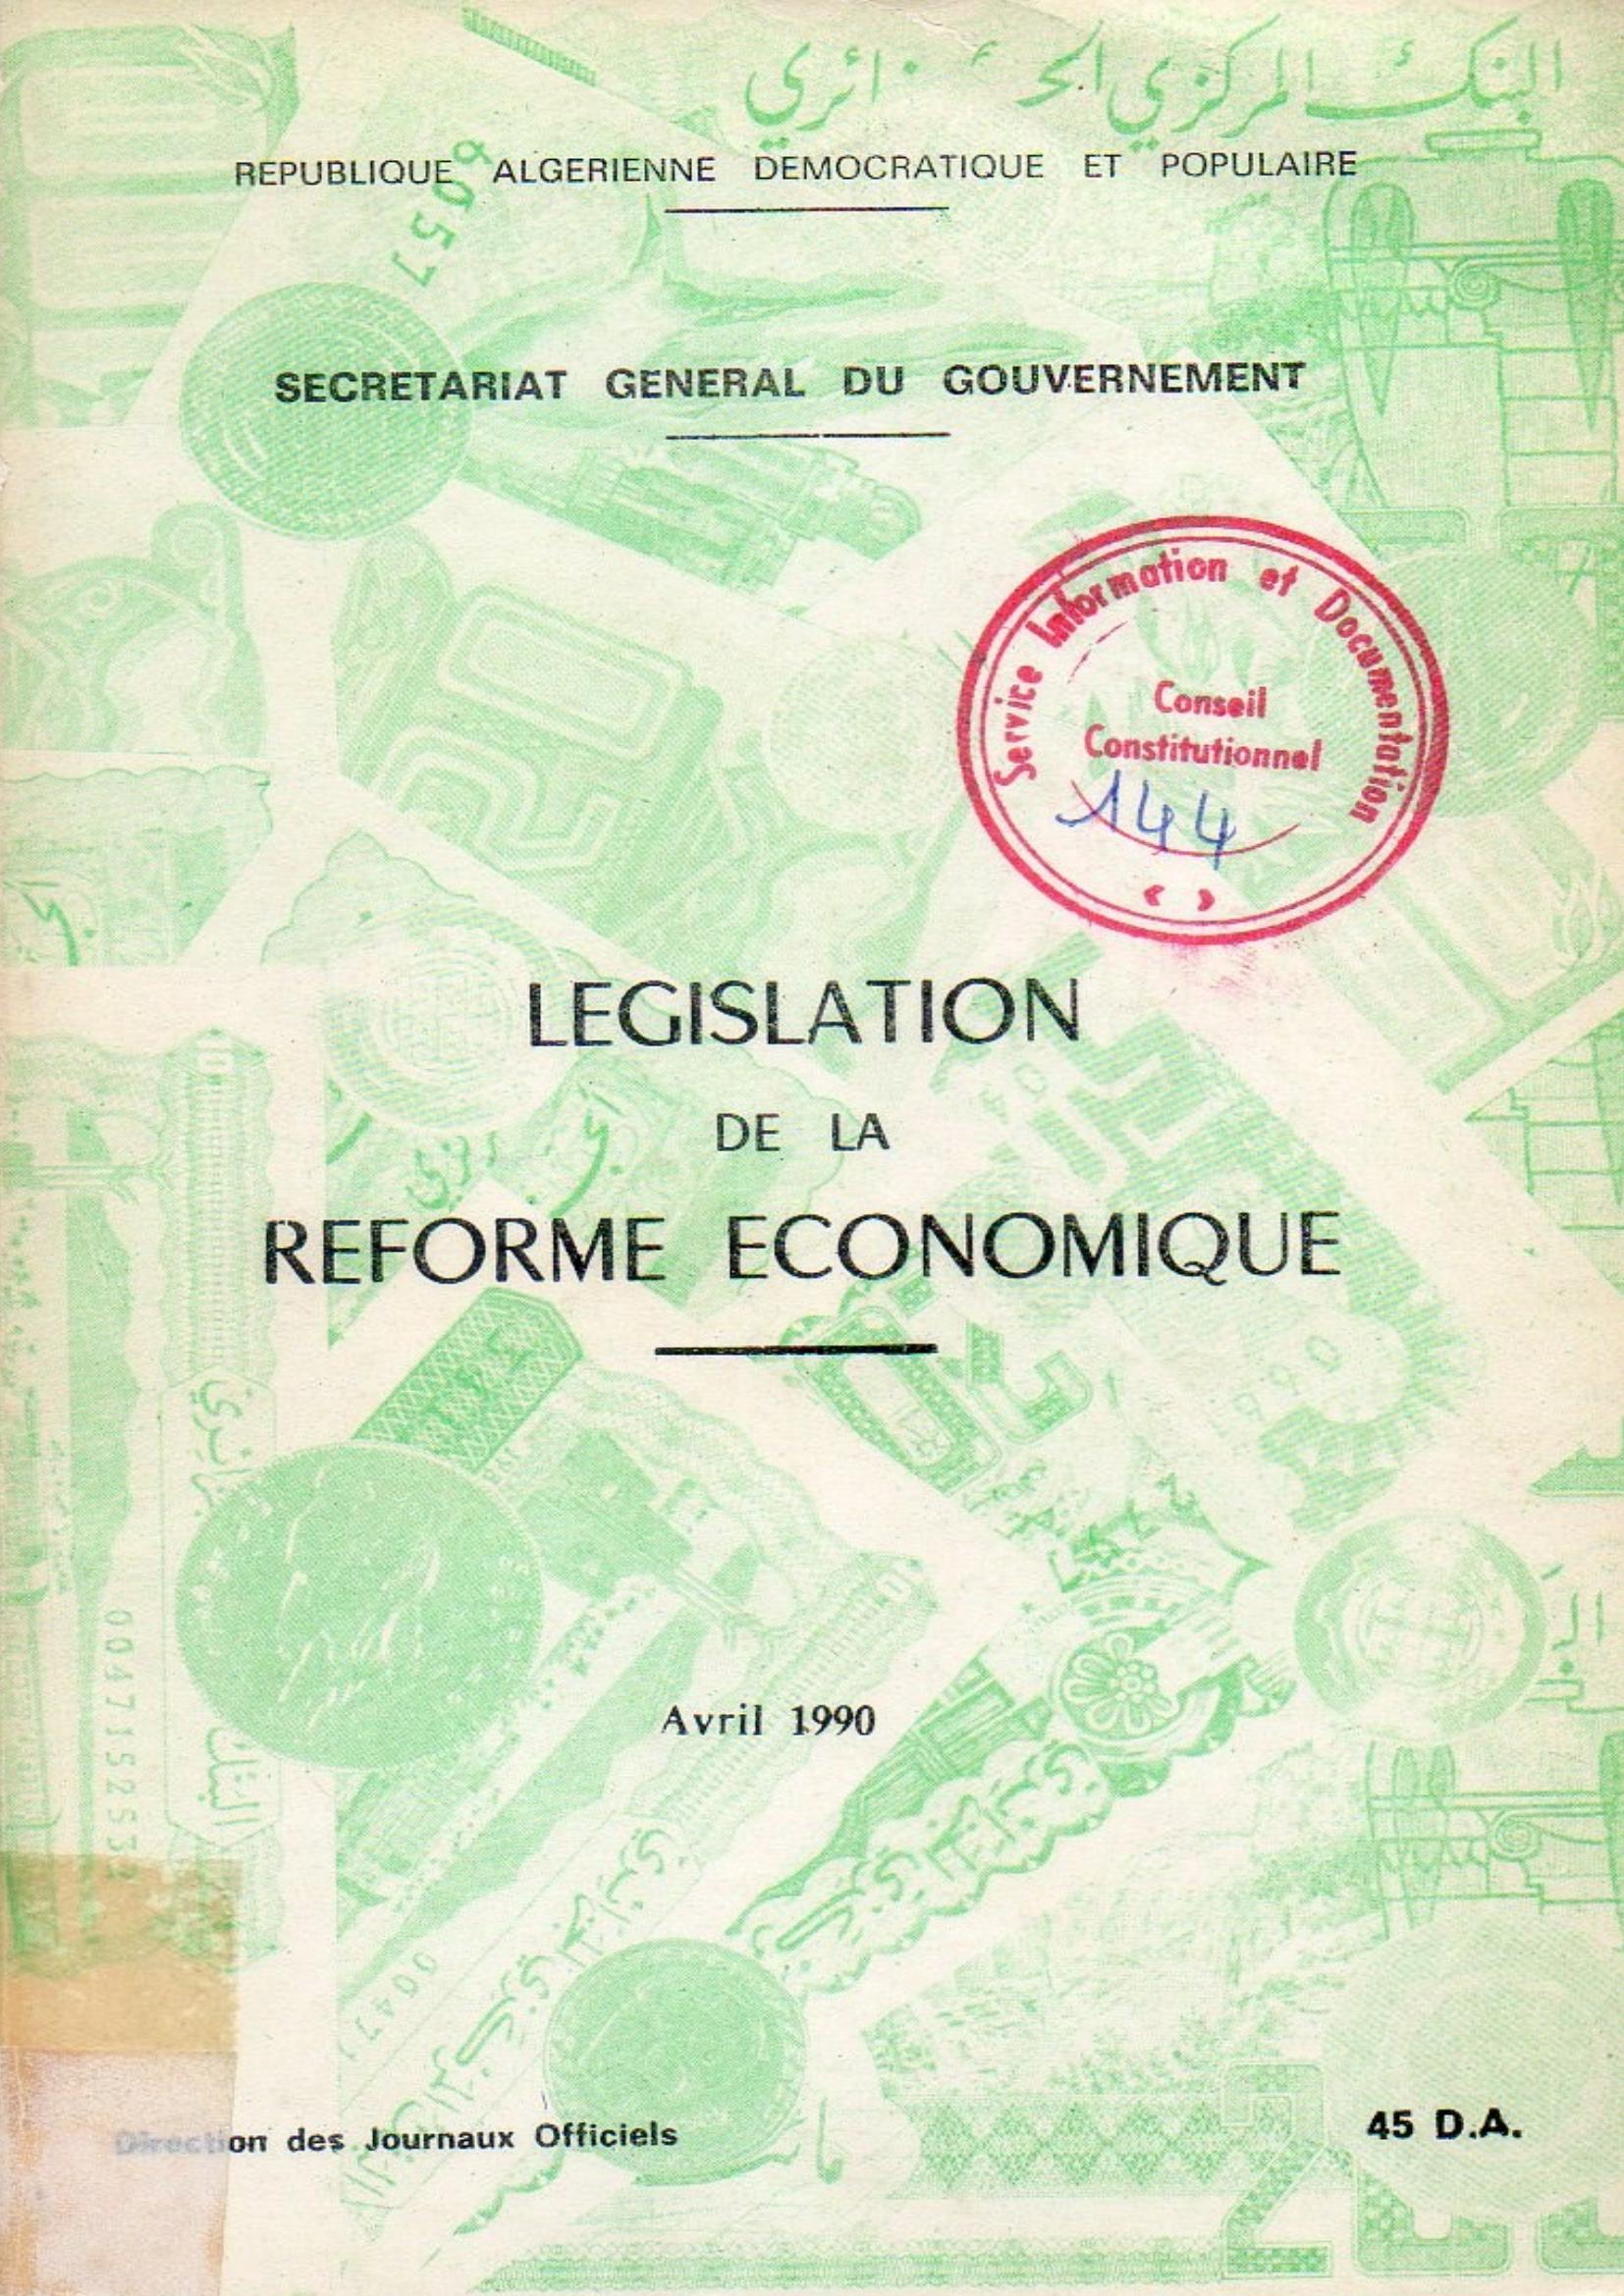 البنك المركزي الجزائري
REPUBLIQUE ALGERIENNE DEMOCRATIQUE ET POPULAIRE
SECRETARIAT GENERAL DU GOUVERNEMENT
Service Information et Documentation
Conseil
Constitutionnel
144
LEGISLATION
DE LA
REFORME ECONOMIQUE
Avril 1990
Direction des Journaux Officiels
45 D.A.